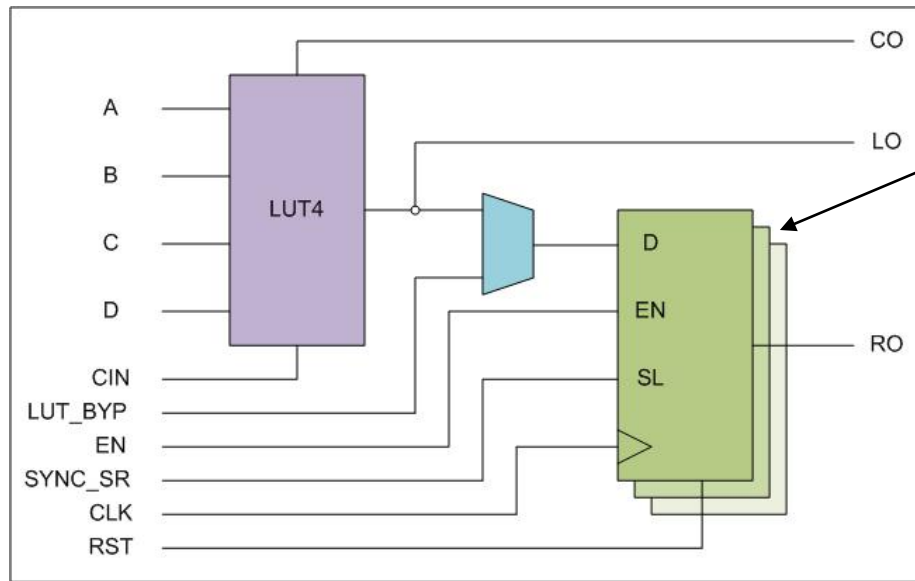 CO
A
LO
B
LUT4
C
D
D
EN
RO
CIN
SL
LUT_BYP
EN
SYNC_SR
CLK
RST